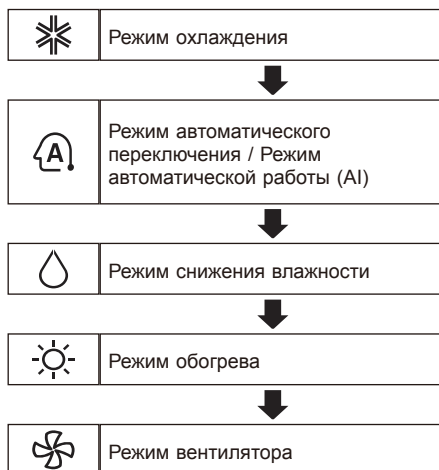 Режим охлаждения
A
Режим автоматического
переключения / Режим
автоматической работы (AI)
Режим снижения влажности
Режим обогрева
Режим вентилятора